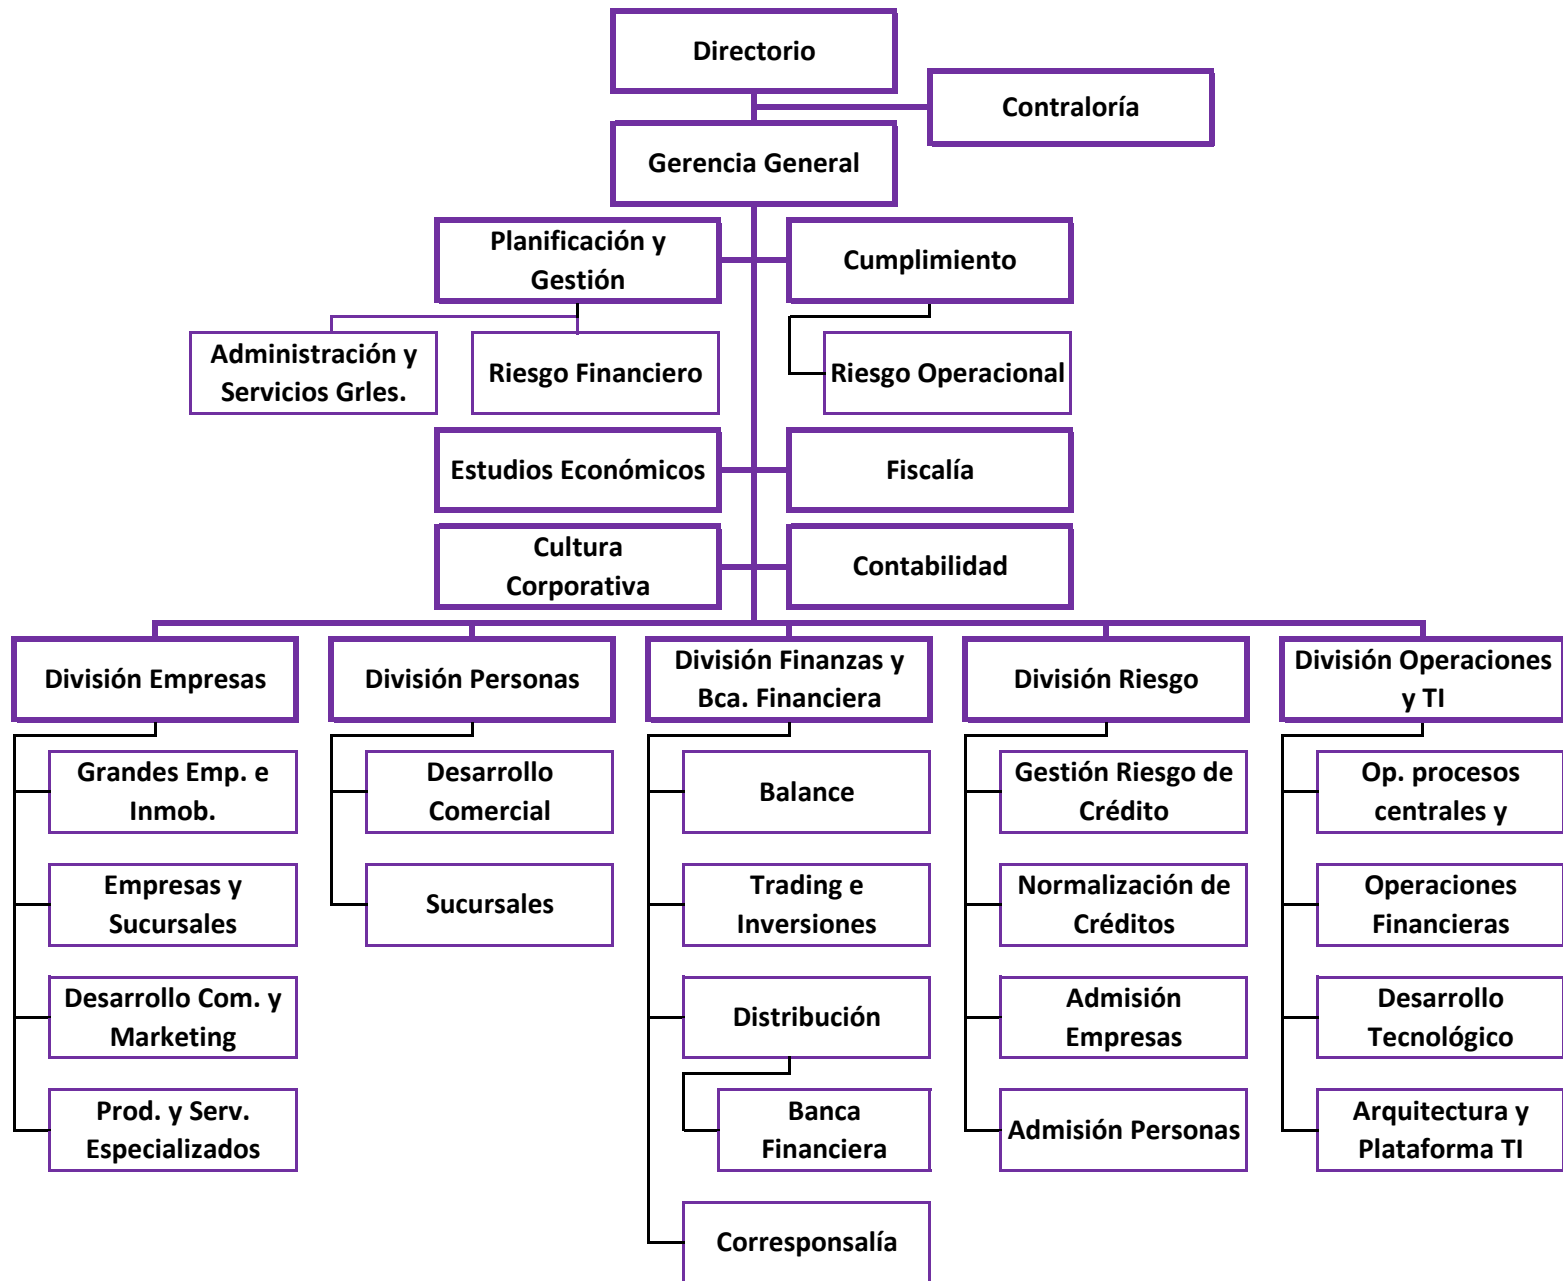 Directorio
Contraloría
Gerencia General
Planificación y
Gestión
Cumplimiento
Administración y
Servicios Grles.
Riesgo Financiero
Riesgo Operacional
Estudios Económicos
Fiscalía
Cultura
Corporativa
Contabilidad
División Empresas
División Personas
División Finanzas y
Bca. Financiera
División Riesgo
División Operaciones
y TI
Grandes Emp. e
Inmob.
Desarrollo
Comercial
Balance
Gestión Riesgo de
Crédito
Op. procesos
centrales y
Empresas y
Sucursales
Sucursales
Trading e
Inversiones
Normalización de
Créditos
Operaciones
Financieras
Desarrollo Com. y
Marketing
Distribución
Admisión
Empresas
Desarrollo
Tecnológico
Prod. y Serv.
Especializados
Banca
Financiera
Admisión Personas
Arquitectura y
Plataforma TI
Corresponsalía